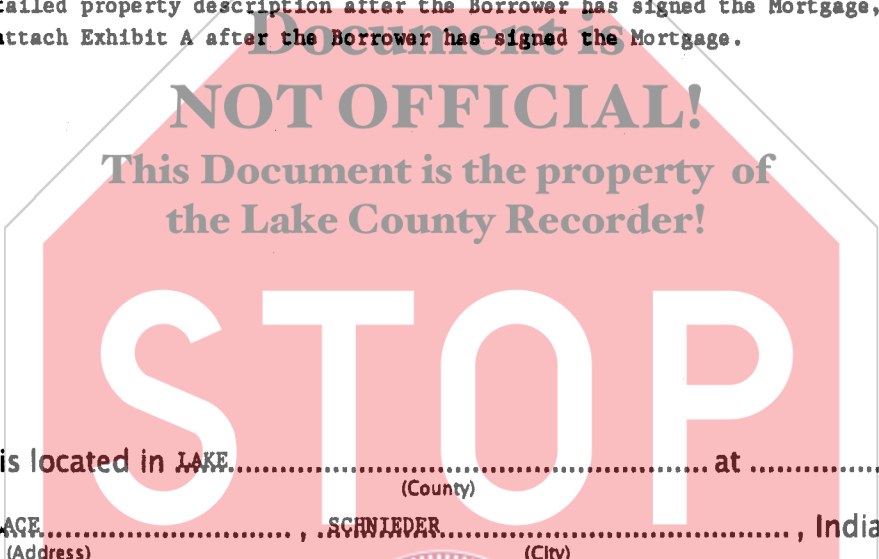 tailed property description after the Borrower has signed the Mortgage,
attach Exhibit A after the Borrower has signed the Mortgage.
Document is
NOT OFFICIAL!
This Document is the property of
the Lake County Recorder!
STOP
is located in LAKE at
(County)
ACE , SCHNIEDER , India
(Address) (City)